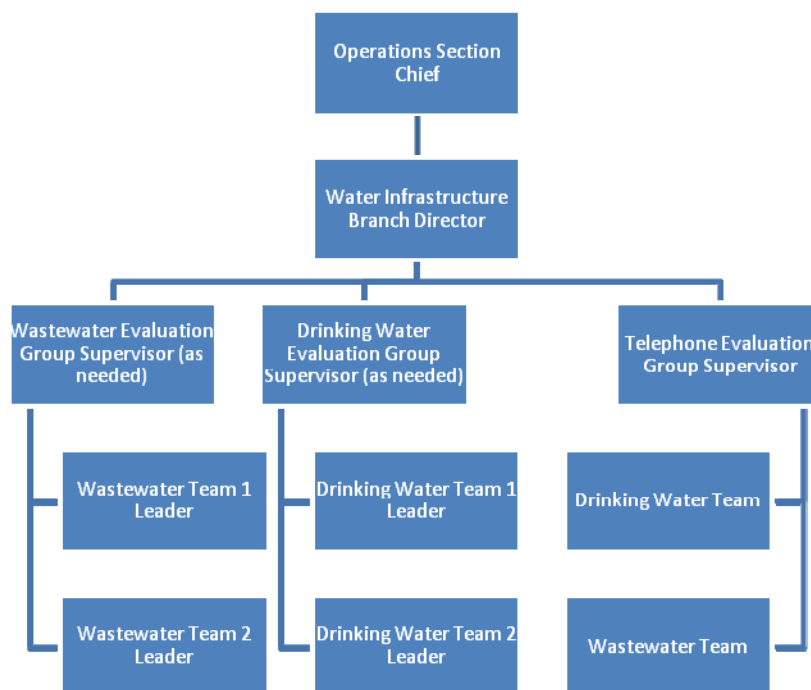 Operations Section
Chief
Water Infrastructure
Branch Director
Wastewater Evaluation
Group Supervisor (as
needed)
Drinking Water
Evaluation Group
Supervisor (as needed)
Telephone Evaluation
Group Supervisor
Wastewater Team 1
Leader
Drinking Water Team 1
Leader
Drinking Water Team
Wastewater Team 2
Leader
Drinking Water Team 2
Leader
Wastewater Team